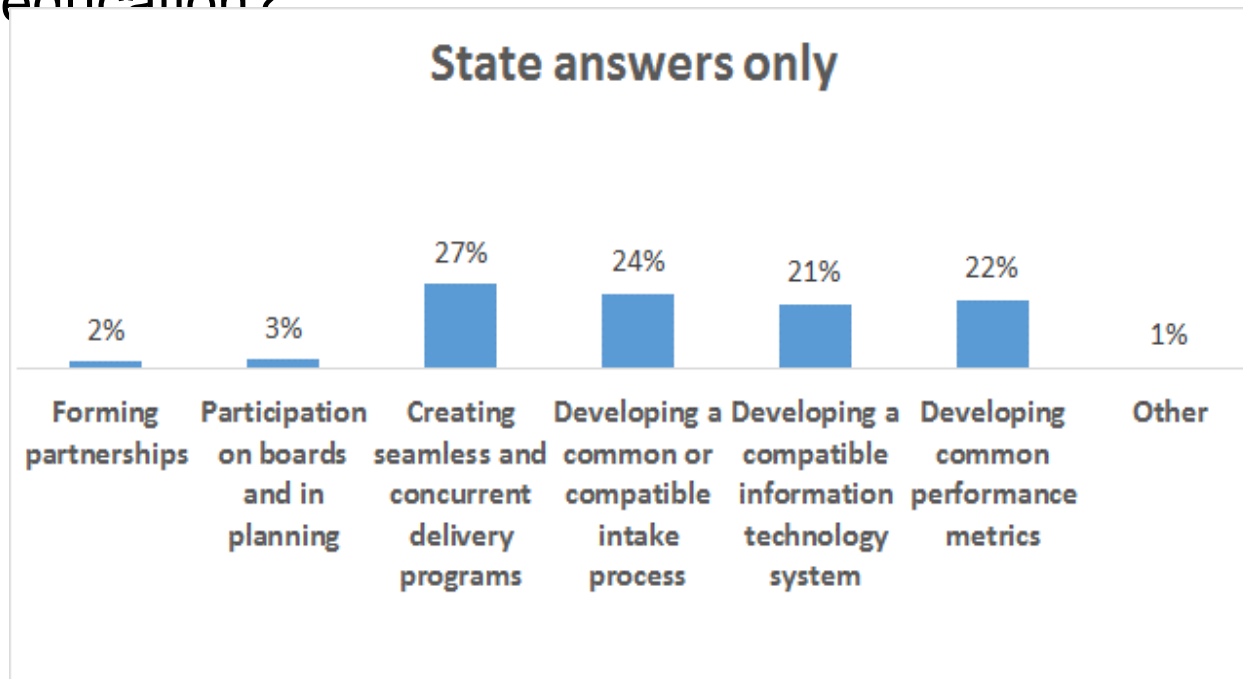 education?
State answers only
27%
24%
21%
22%
2%
3%
1%
Forming partnerships
Participation on boards and in planning
Creating seamless and concurrent delivery programs
Developing a common or compatible intake process
Developing a compatible information technology system
Developing common performance metrics
Other